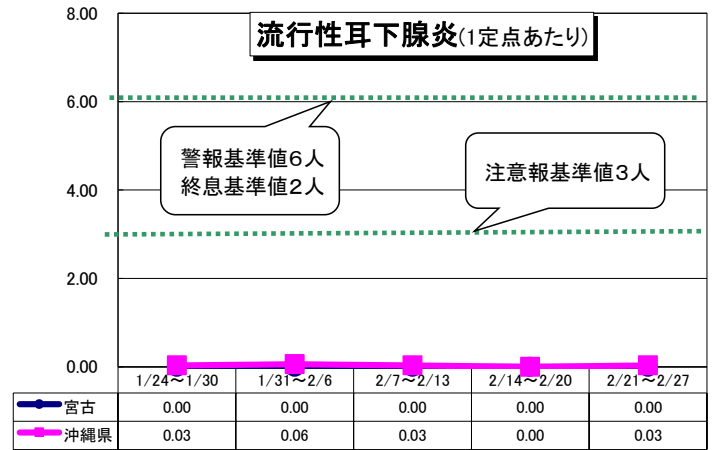 8.00
流行性耳下腺炎(1定点あたり)
6.00
警報基準値6人
終息基準値2人
注意報基準値3人
4.00
2.00
0.00
1/24～1/30 1/31～2/6 2/7～2/13 2/14～2/20 2/21～2/27
宮古 0.00 0.00 0.00 0.00 0.00
沖縄県 0.03 0.06 0.03 0.00 0.03